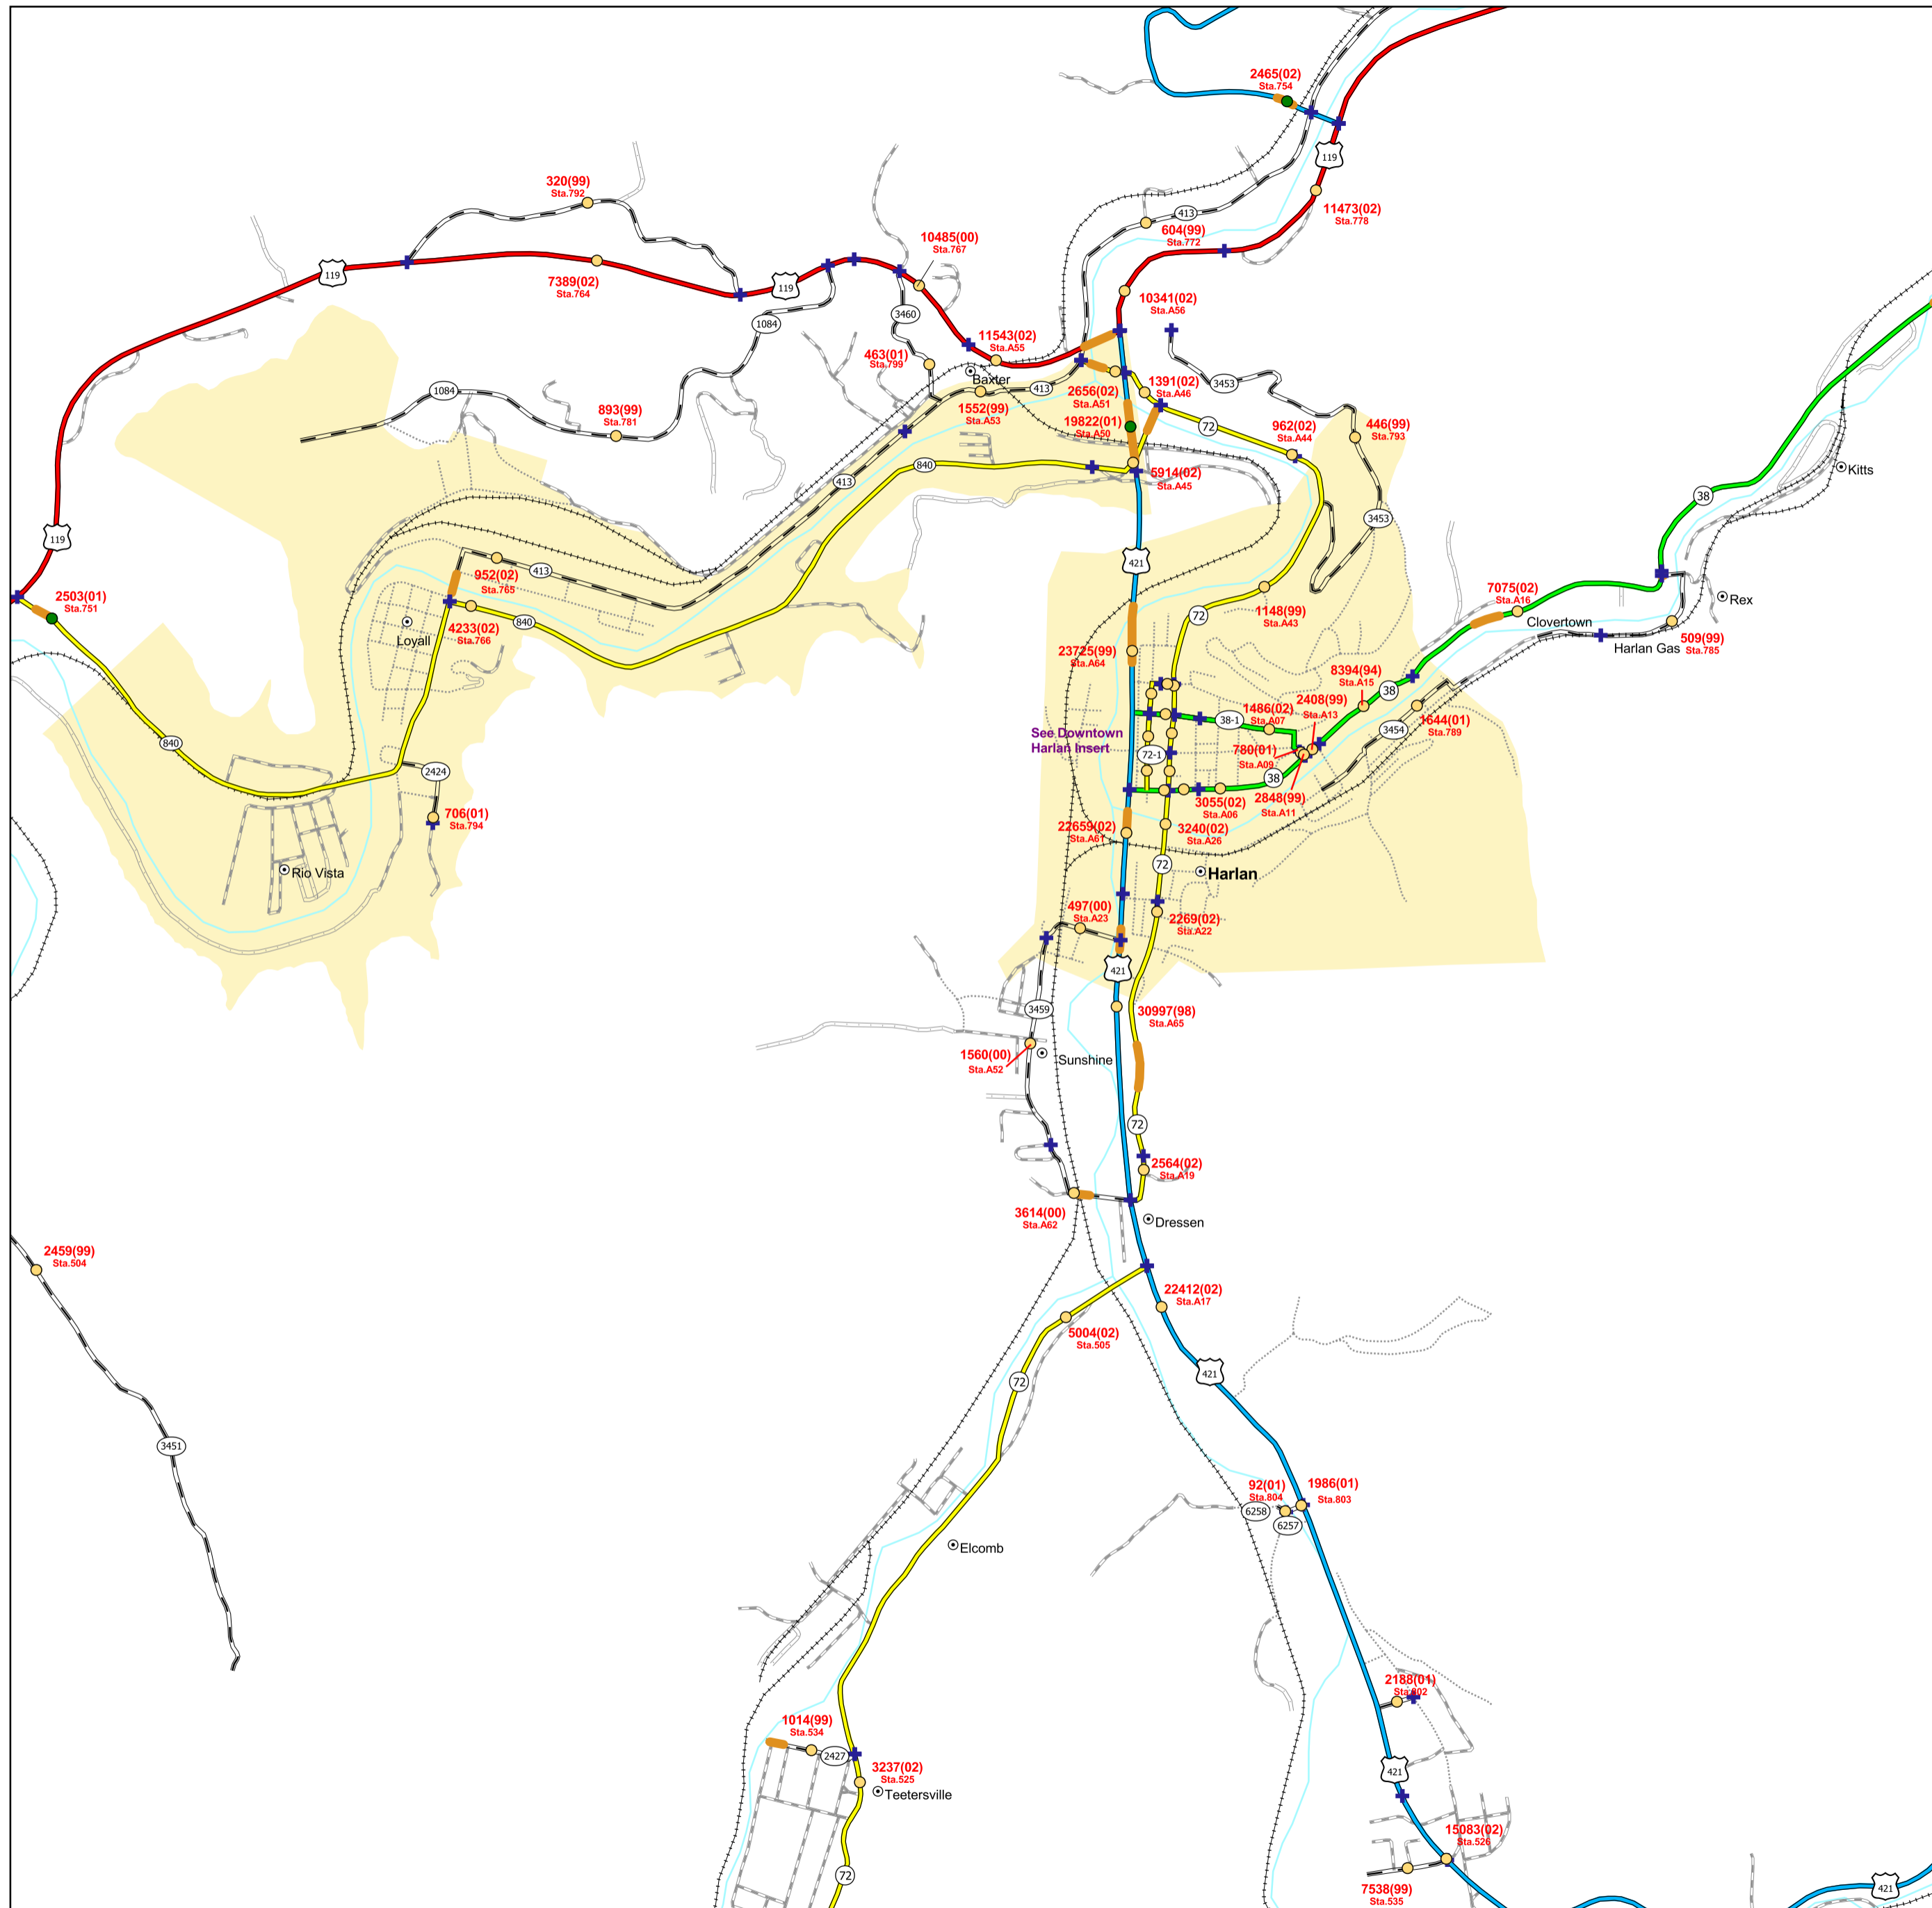 2465(02)
Sta.754
119
11473(02)
Sta.778
320(99)
Sta.792
413
604(99)
Sta.772
10485(00)
Sta.767
119
7389(02)
Sta.764
119
10341(02)
Sta.A56
3460
1084
11543(02)
Sta.A55
463(01)
Sta.799
Baxter
3453
1391(02)
Sta.A46
413
2656(02)
Sta.A51
1084
1552(99)
Sta.A53
893(99)
Sta.781
19822(01)
Sta.A50
72
962(02)
Sta.A44
446(99)
Sta.793
840
5914(02)
Sta.A45
Kitts
413
38
3453
119
421
952(02)
Sta.765
413
2503(01)
Sta.751
7075(02)
Sta.A16
Rex
1148(99)
Sta.A43
72
4233(02)
Sta.766
840
Clovertown
Loyall
509(99)
Sta.785
Harlan Gas
23725(99)
Sta.A64
8394(94)
Sta.A15
38
2408(99)
Sta.A13
1486(02)
Sta.A07
38-1
1644(01)
Sta.789
3454
See Downtown
Harlan Insert
840
780(01)
Sta.A09
72-1
2424
38
2848(99)
Sta.A11
3055(02)
Sta.A06
706(01)
Sta.794
22659(02)
Sta.A61
3240(02)
Sta.A26
72
Rio Vista
Harlan
497(00)
Sta.A23
2269(02)
Sta.A22
421
3459
30997(98)
Sta.A65
1560(00)
Sta.A52
Sunshine
72
2564(02)
Sta.A19
3614(00)
Sta.A62
Dressen
2459(99)
Sta.504
22412(02)
Sta.A17
5004(02)
Sta.505
421
72
3451
92(01)
Sta.804
1986(01)
Sta.803
6258
6257
Elcomb
2188(01)
Sta.802
1014(99)
Sta.534
2427
3237(02)
Sta.525
421
Teetersville
15083(02)
Sta.526
72
7538(99)
Sta.535
421